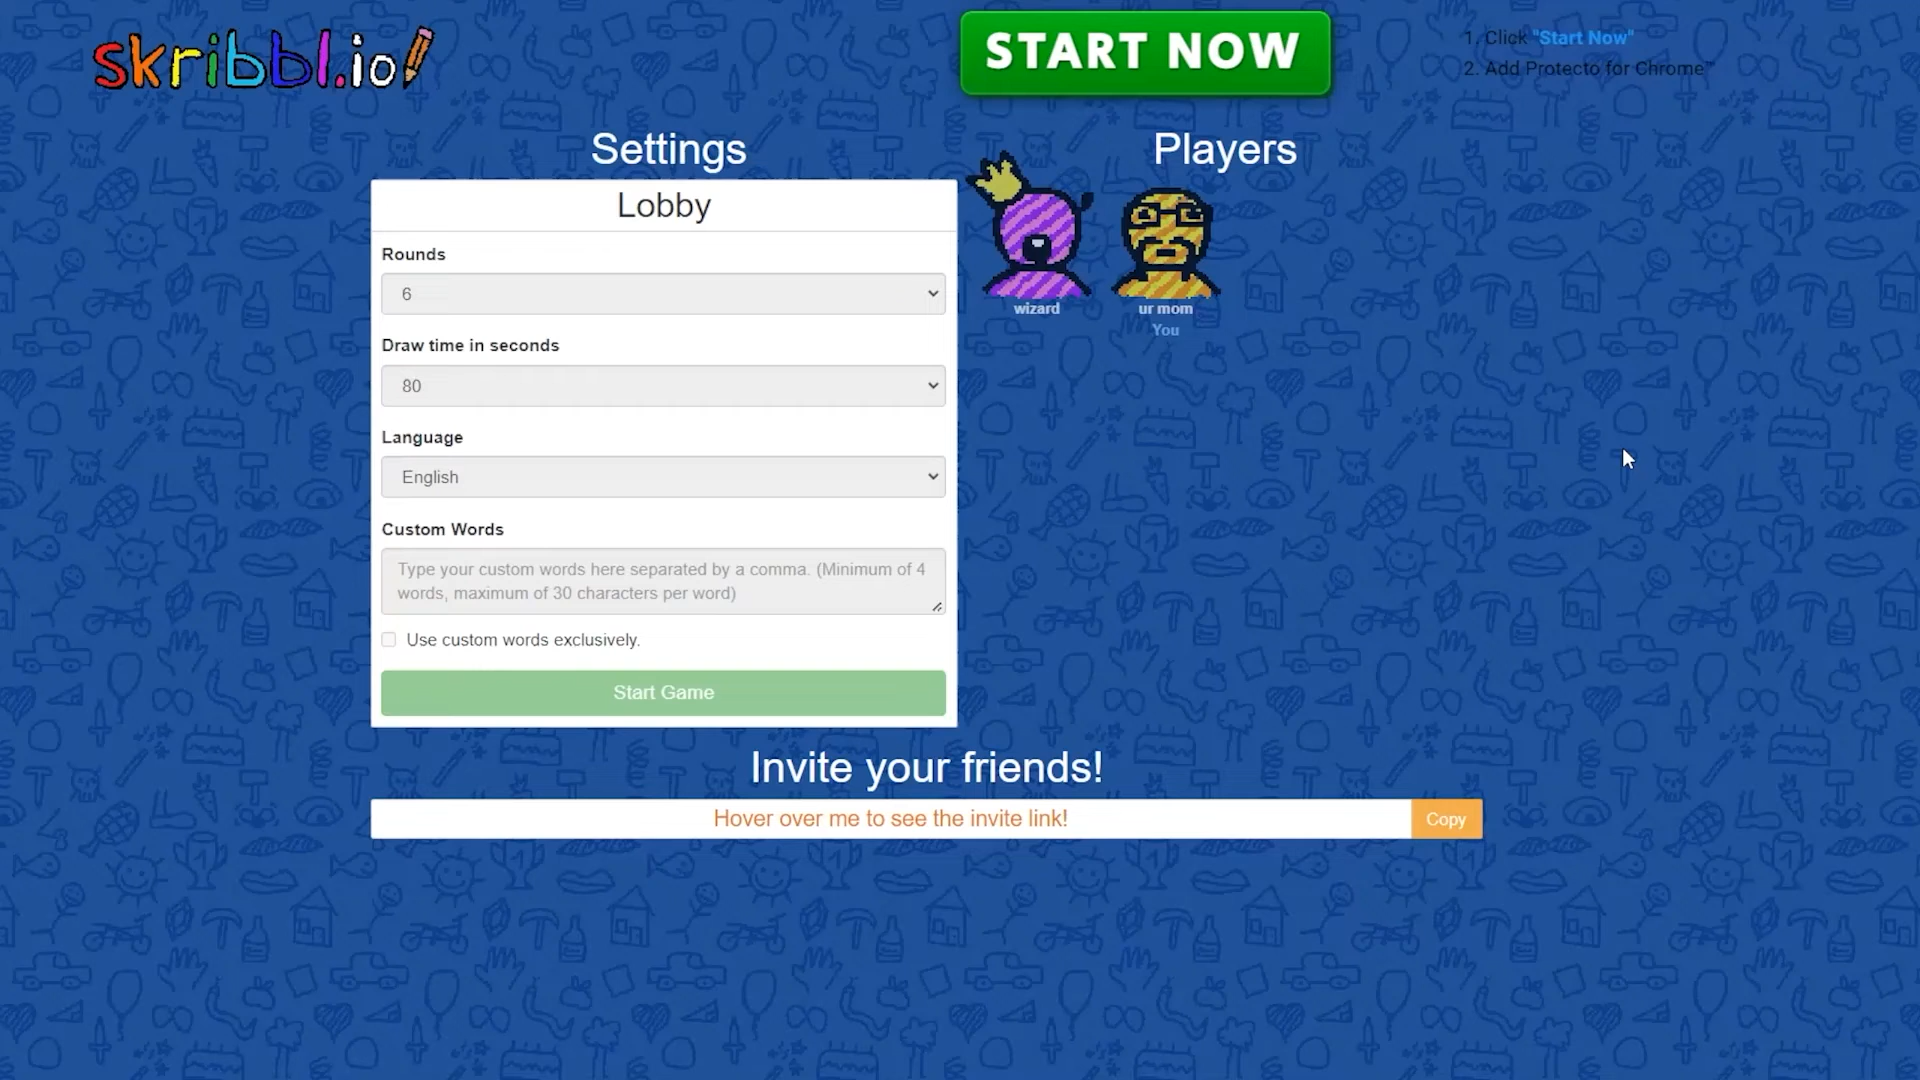 skribbl.io
START NOW
1. Click "Start Now"
2. Add Protecto for Chrome™
Settings
Players
Lobby
Rounds
6
Draw time in seconds
80
Language
English
Custom Words
Type your custom words here separated by a comma. (Minimum of 4
words, maximum of 30 characters per word)
Use custom words exclusively.
Start Game
wizard
ur mom
You
Invite your friends!
Hover over me to see the invite link!
Copy